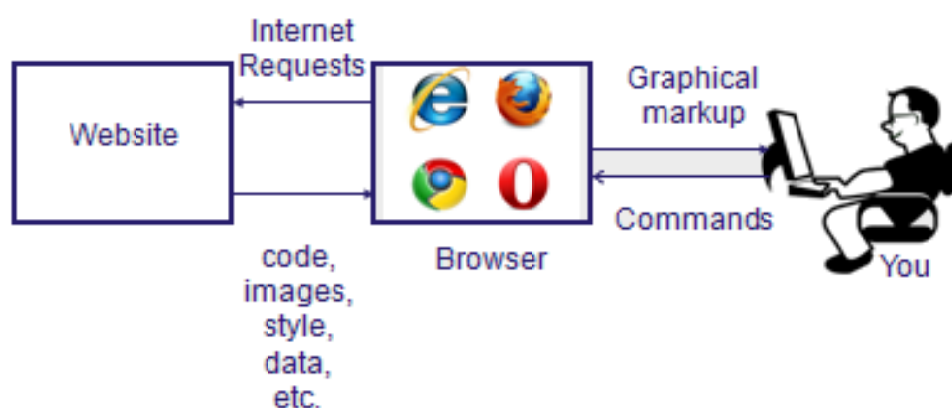 Internet
Requests
Website
Graphical
markup
Commands
Browser
You
code,
images,
style,
data,
etc.